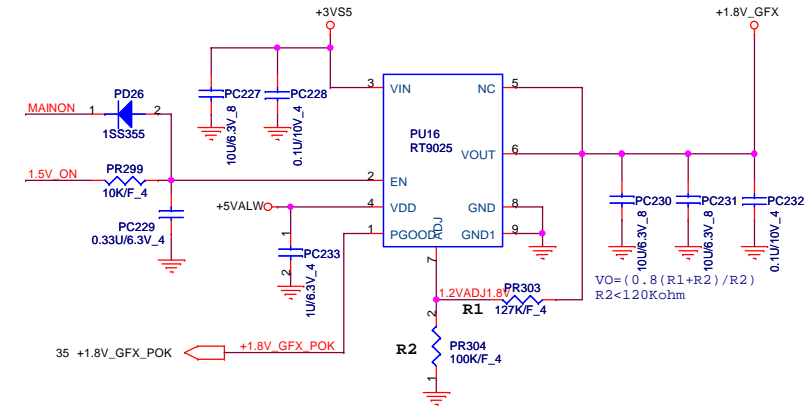 +3VS5
+1.8V_GFX
PD26
MAINON
1
2
1SS355
PC227
10U/6.3V_8
PC228
0.1U/10V_4
3
VIN
NC
5
PU16
RT9025
VOUT
6
PR299
1.5V_ON
10K/F_4
2
EN
PC229
0.33U/6.3V_4
+5VALW
4
VDD
GND
8
1
PGOOD
GND1
9
ADJ
7
1
PC233
2
1U/6.3V_4
PC230
10U/6.3V_8
PC231
10U/6.3V_8
PC232
0.1U/10V_4
VO=(0.8(R1+R2)/R2)
R2<120Kohm
1.2VADJ1.8V
PR303
R1
127K/F_4
2
R2
PR304
100K/F_4
1
35 +1.8V_GFX_POK
+1.8V_GFX_POK